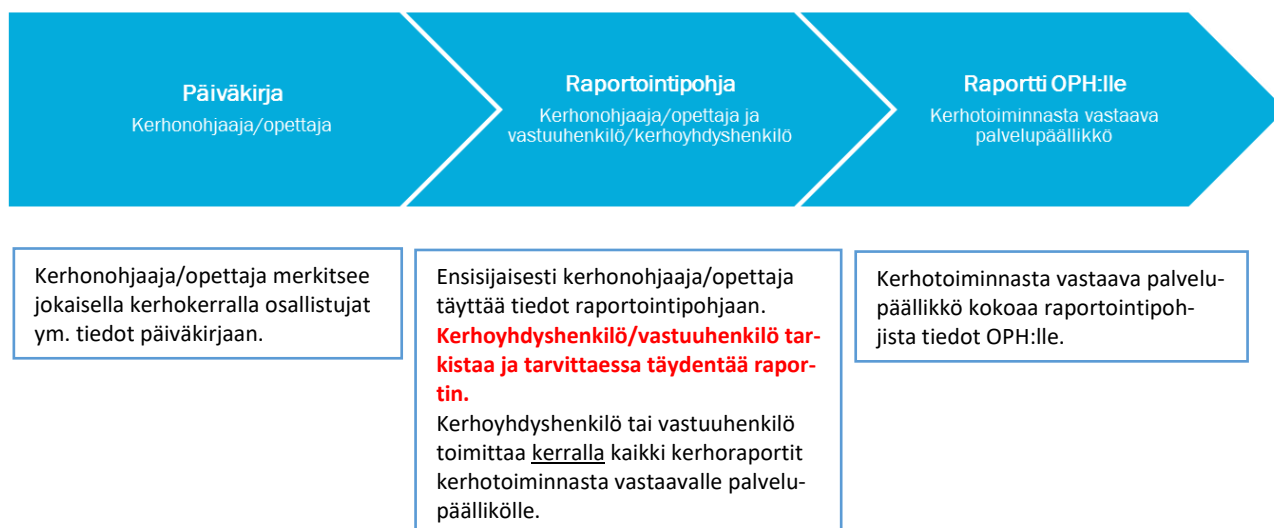 Päiväkirja
Kerhonohjaaja/opettaja
Raportointipohja
Kerhonohjaaja/opettaja ja
vastuuhenkilö/kerhoyhdyshenkilö
Raportti OPH:lle
Kerhotoiminnasta vastaava
palvelupäällikkö
Kerhonohjaaja/opettaja merkitsee
jokaisella kerhokerralla osallistujat
ym. tiedot päiväkirjaan.
Ensisijaisesti kerhonohjaaja/opettaja
täyttää tiedot raportointipohjaan.
Kerhoyhdyshenkilö/vastuuhenkilö tar-
kistaa ja tarvittaessa täydentää rapor-
tin.
Kerhoyhdyshenkilö tai vastuuhenkilö
toimittaa kerralla kaikki kerhoraportit
kerhotoiminnasta vastaavalle palvelu-
päällikölle.
Kerhotoiminnasta vastaava palvelu-
päällikkö kokoaa raportointipoh-
jista tiedot OPH:lle.